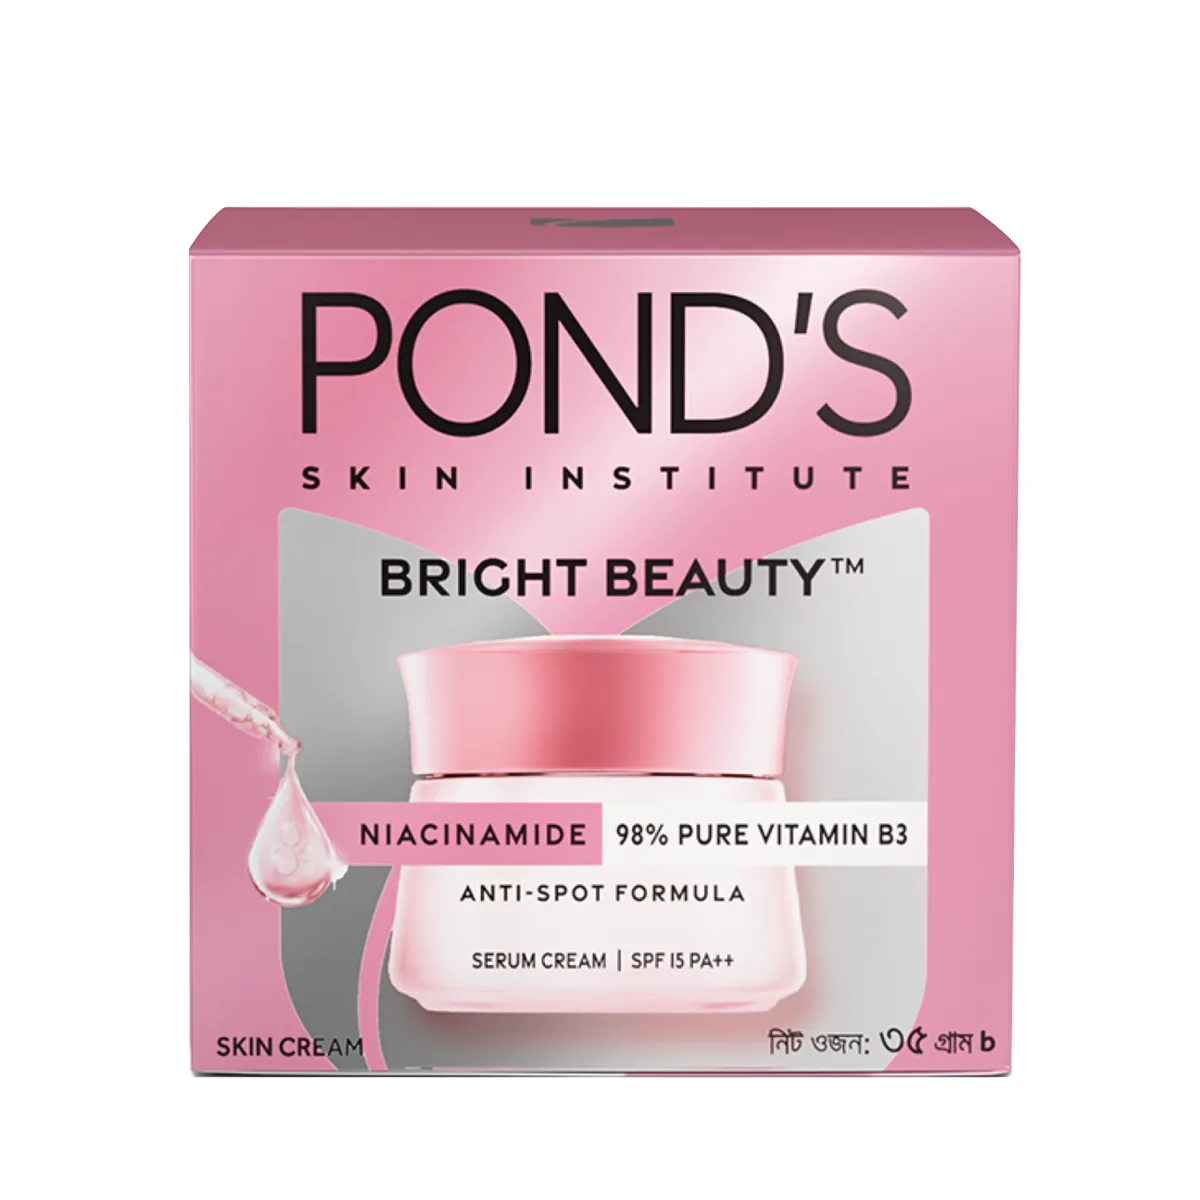 POND'S
SKIN INSTITUTE
BRIGHT BEAUTY™
NIACINAMIDE 98% PURE VITAMIN B3
ANTI-SPOT FORMULA
SERUM CREAM | SPF 15 PA++
SKIN CREAM নিট ওজন: ৩৫ গ্রাম b